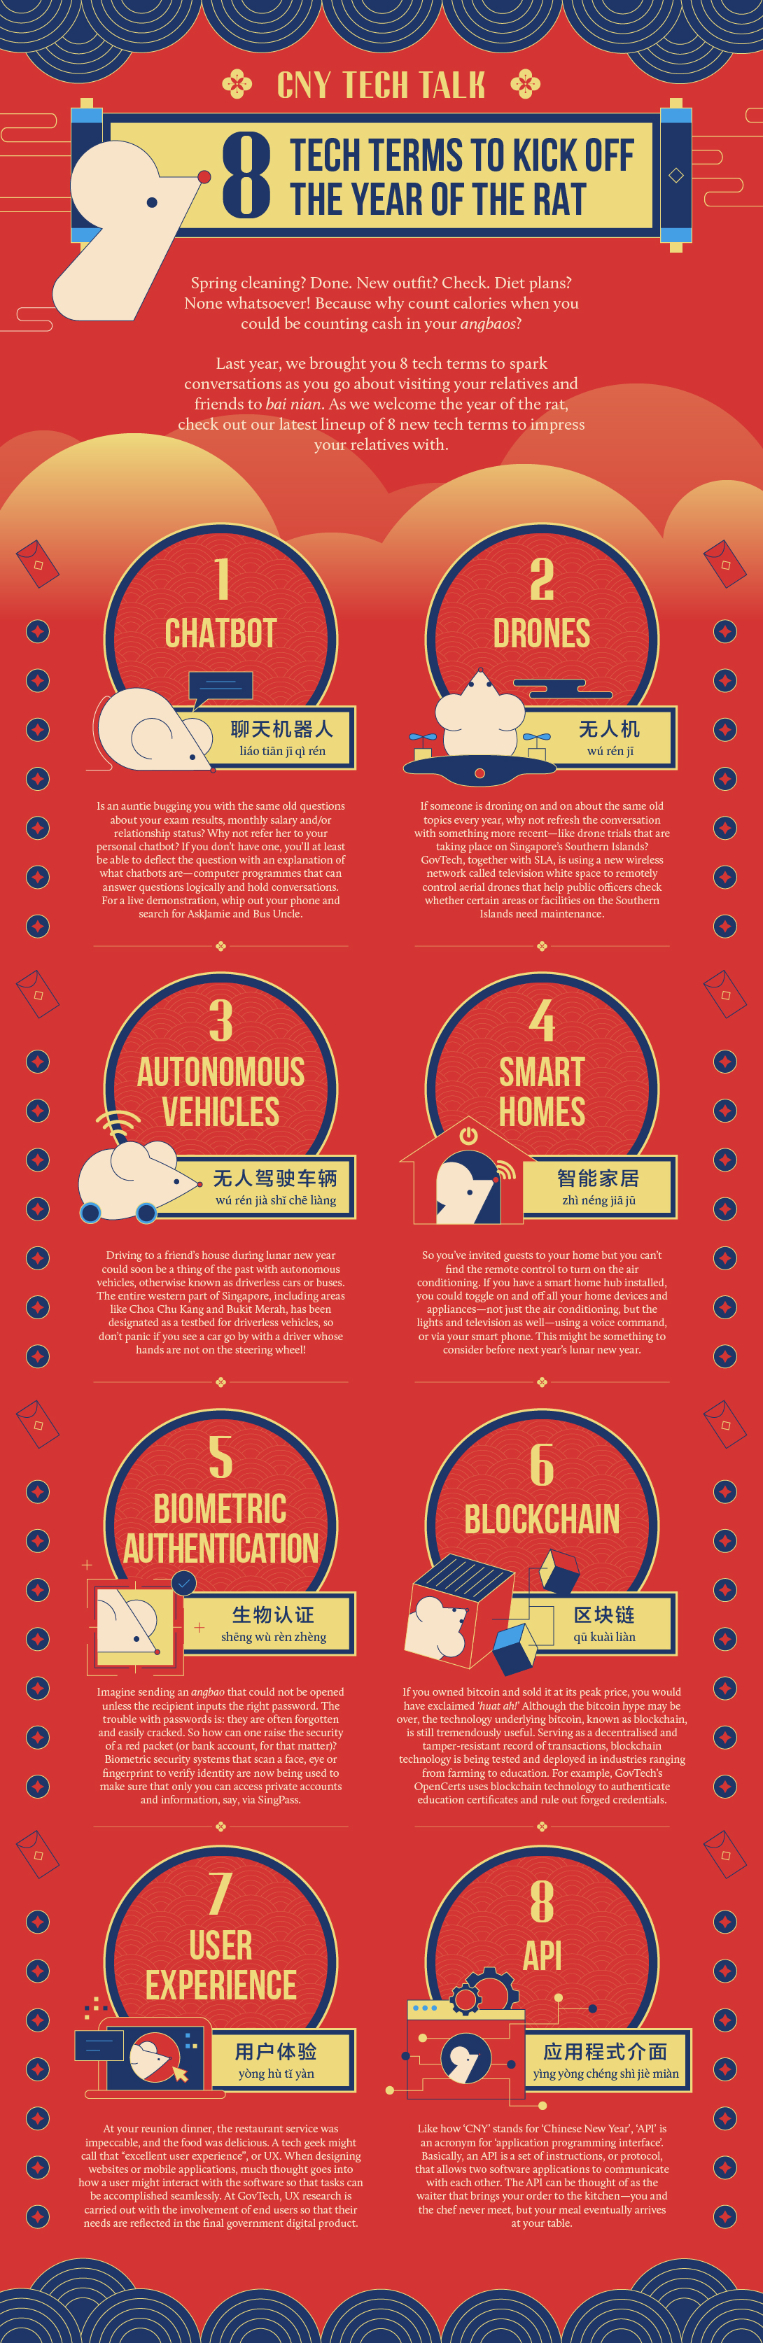 CNY TECH TALK
8 TECH TERMS TO KICK OFF
THE YEAR OF THE RAT
Spring cleaning? Done. New outfit? Check. Diet plans?
None whatsoever! Because why count calories when you
could be counting cash in your angbaos?
Last year, we brought you 8 tech terms to spark
conversations as you go about visiting your relatives and
friends to bai nian. As we welcome the year of the rat,
check out our latest lineup of 8 new tech terms to impress
your relatives with.
1
CHATBOT
聊天机器人
liáo tiān jī qì rén
Is an auntie bugging you with the same old questions
about your exam results, monthly salary and/or
relationship status? Why not refer her to your
personal chatbot? If you don't have one, you'll at least
be able to deflect the question with an explanation of
what chatbots are—computer programmes that can
answer questions logically and hold conversations.
For a live demonstration, whip out your phone and
search for AskJamie and Bus Uncle.
2
DRONES
无人机
wú rén jī
If someone is droning on and on about the same old
topics every year, why not refresh the conversation
with something more recent—like drone trials that are
taking place on Singapore's Southern Islands?
GovTech, together with SLA, is using a new wireless
network called television white space to remotely
control aerial drones that help public officers check
whether certain areas or facilities on the Southern
Islands need maintenance.
3
AUTONOMOUS
VEHICLES
无人驾驶车辆
wú rén jià shǐ chē liàng
Driving to a friend's house during lunar new year
could soon be a thing of the past with autonomous
vehicles, otherwise known as driverless cars or buses.
The entire western part of Singapore, including areas
like Choa Chu Kang and Bukit Merah, has been
designated as a testbed for driverless vehicles, so
don't panic if you see a car go by with a driver whose
hands are not on the steering wheel!
4
SMART
HOMES
智能家居
zhì néng jiā jū
So you've invited guests to your home but you can't
find the remote control to turn on the air
conditioning. If you have a smart home hub installed,
you could toggle on and off all your home devices and
appliances—not just the air conditioning, but the
lights and television as well—using a voice command,
or via your smart phone. This might be something to
consider before next year's lunar new year.
5
BIOMETRIC
AUTHENTICATION
生物认证
shēng wù rèn zhèng
Imagine sending an angbao that could not be opened
unless the recipient inputs the right password. The
trouble with passwords is: they are often forgotten
and easily cracked. So how can one raise the security
of a red packet (or bank account, for that matter)?
Biometric security systems that scan a face, eye or
fingerprint to verify identity are now being used to
make sure that only you can access private accounts
and information, say, via SingPass.
6
BLOCKCHAIN
区块链
qū kuài liàn
If you owned bitcoin and sold it at its peak price, you would
have exclaimed 'huat ah!' Although the bitcoin hype may be
over, the technology underlying bitcoin, known as blockchain,
is still tremendously useful. Serving as a decentralised and
tamper-resistant record of transactions, blockchain
technology is being tested and deployed in industries ranging
from farming to education. For example, GovTech's
OpenCerts uses blockchain technology to authenticate
education certificates and rule out forged credentials.
7
USER
EXPERIENCE
用户体验
yòng hù tǐ yàn
At your reunion dinner, the restaurant service was
impeccable, and the food was delicious. A tech geek might
call that "excellent user experience", or UX. When designing
websites or mobile applications, much thought goes into
how a user might interact with the software so that tasks can
be accomplished seamlessly. At GovTech, UX research is
carried out with the involvement of end users so that their
needs are reflected in the final government digital product.
8
API
应用程式介面
yìng yòng chéng shì jiè miàn
Like how 'CNY' stands for 'Chinese New Year', 'API' is
an acronym for 'application programming interface'.
Basically, an API is a set of instructions, or protocol,
that allows two software applications to communicate
with each other. The API can be thought of as the
waiter that brings your order to the kitchen—you and
the chef never meet, but your meal eventually arrives
at your table.